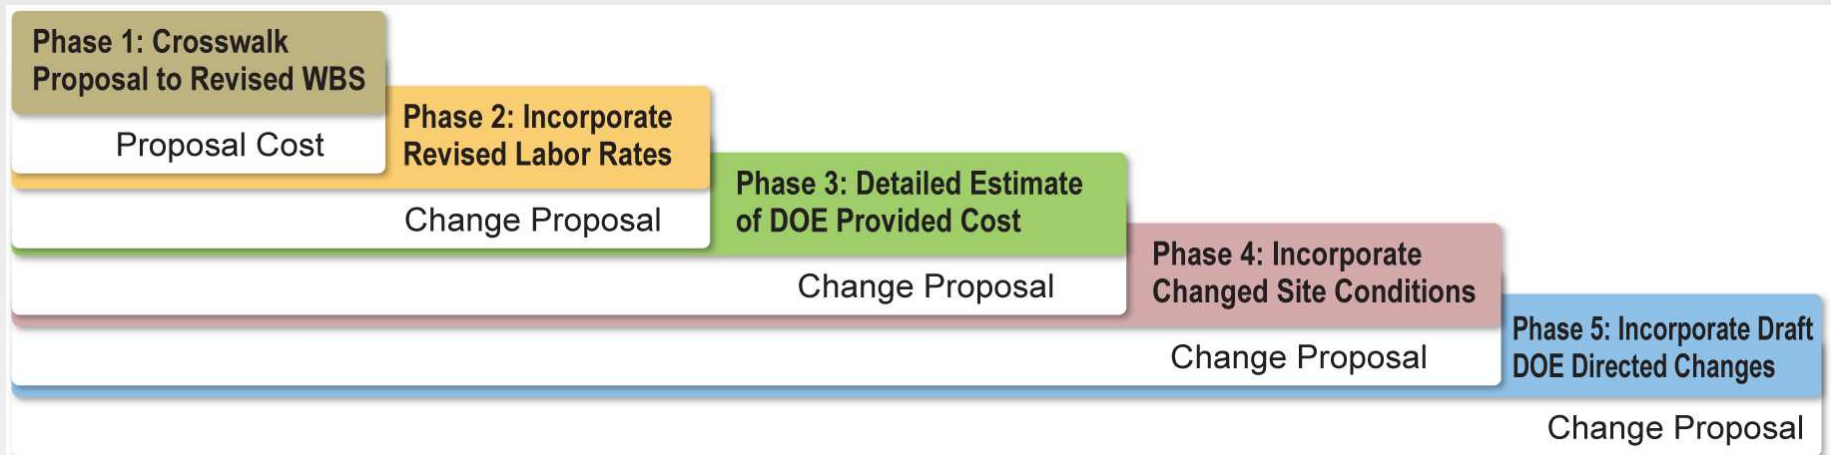 Phase 1: Crosswalk
Proposal to Revised WBS
Proposal Cost
Phase 2: Incorporate
Revised Labor Rates
Change Proposal
Phase 3: Detailed Estimate
of DOE Provided Cost
Change Proposal
Phase 4: Incorporate
Changed Site Conditions
Change Proposal
Phase 5: Incorporate Draft
DOE Directed Changes
Change Proposal